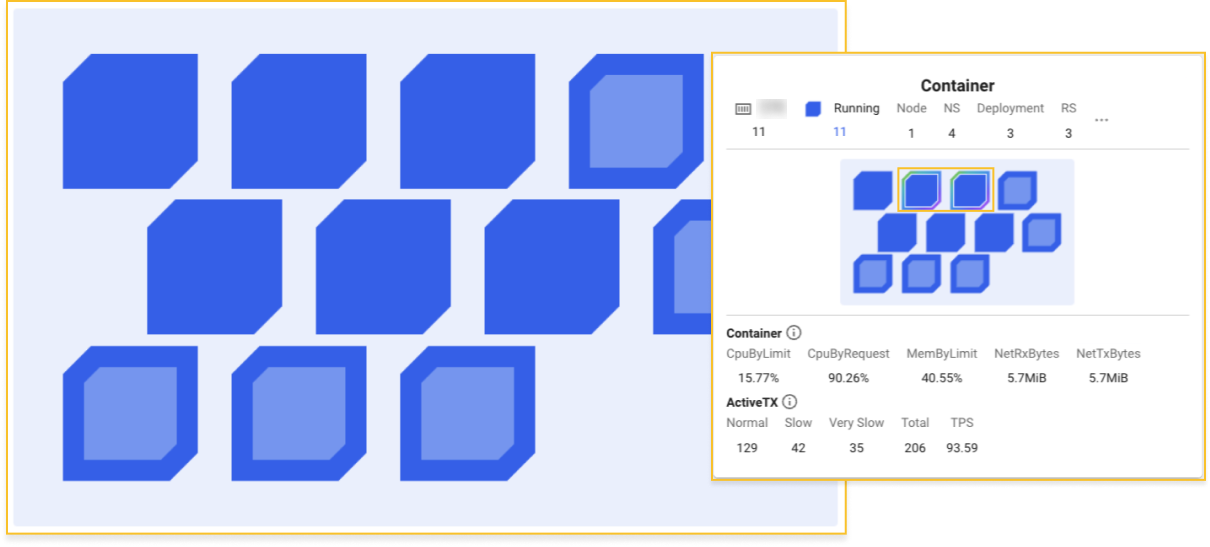 Container
Running Node NS Deployment RS
11 11 1 4 3 3 ...
Container
CpuByLimit CpuByRequest MemByLimit NetRxBytes NetTxBytes
15.77% 90.26% 40.55% 5.7MiB 5.7MiB
ActiveTX
Normal Slow Very Slow Total TPS
129 42 35 206 93.59